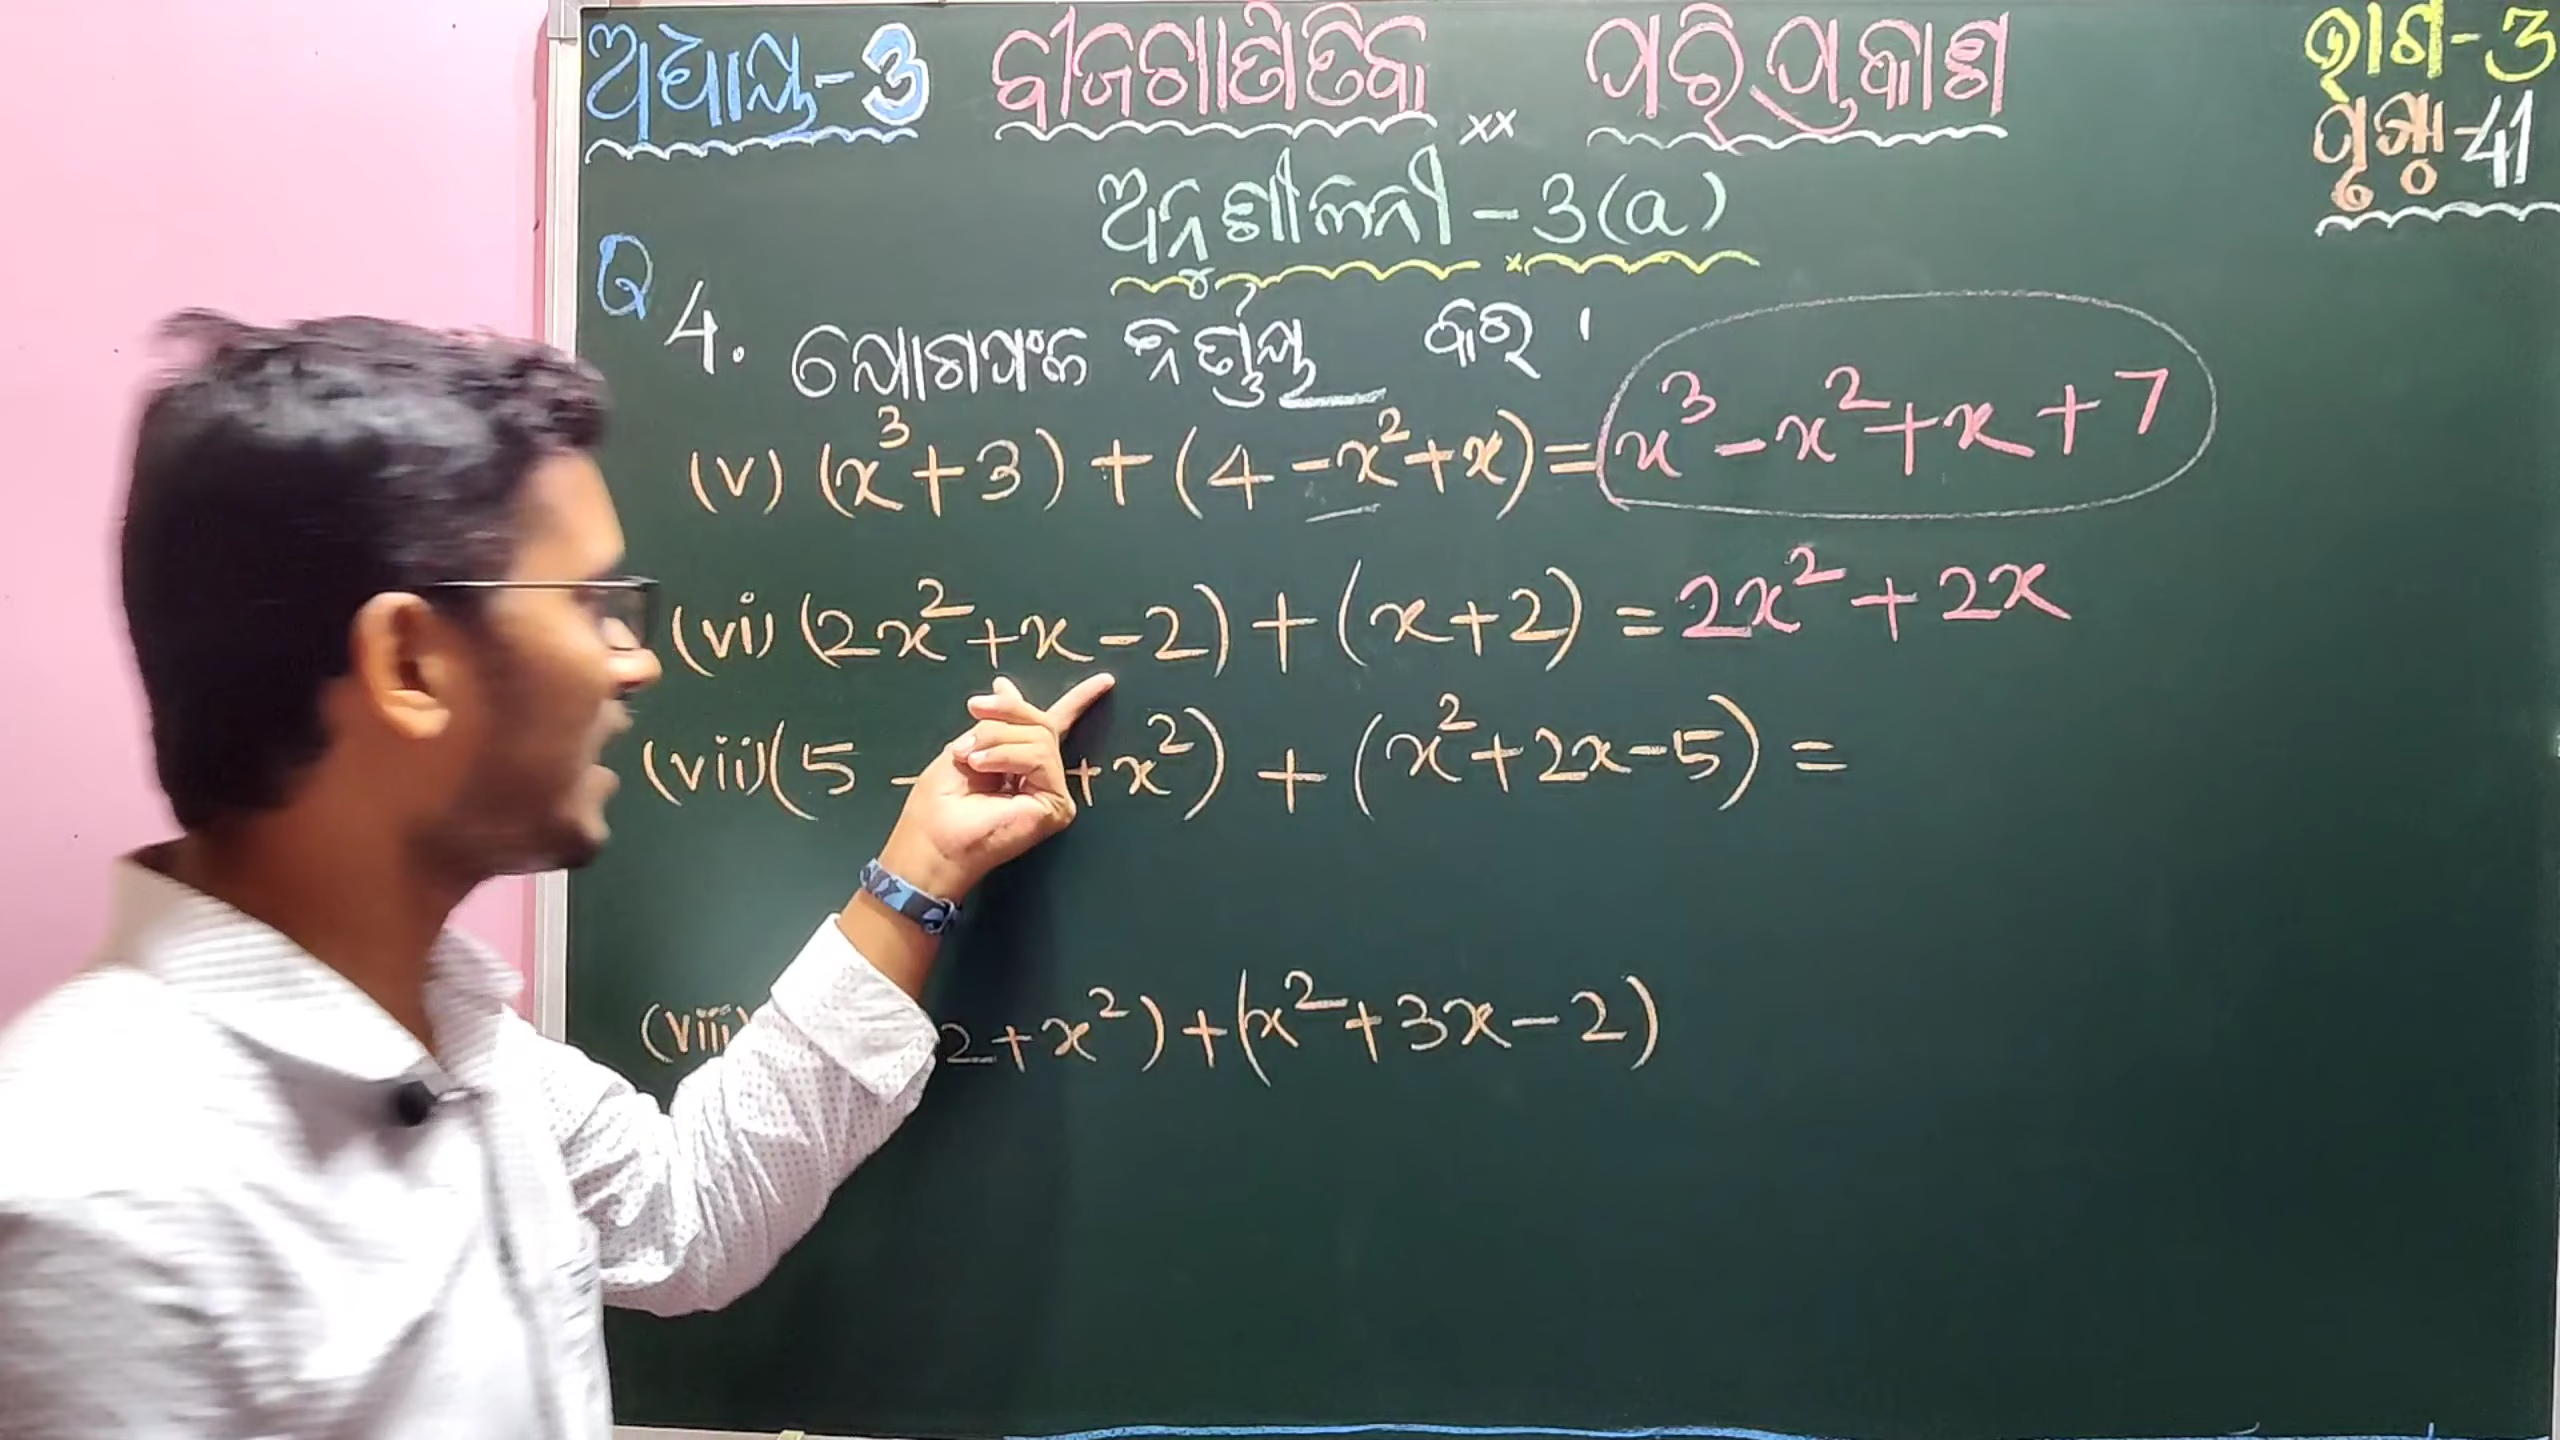 ଅଧ୍ୟାୟ-3 ବୀଜଗାଣିତିକ xx ପରିପ୍ରକାଶ
ଭାଗ-3
ପୃଷ୍ଠା-41
ଅନୁଶୀଳନୀ-3(a)
Q 4. ଯୋଗଫଳ ନିର୍ଣ୍ଣୟ କର ।
(v) (x³+3) + (4-x²+x) = x³-x²+x+7
(vi) (2x²+x-2) + (x+2) = 2x²+2x
(vii) (5 - +x²) + (x²+2x-5) =
(viii) 2+x²) + (x²+3x-2)